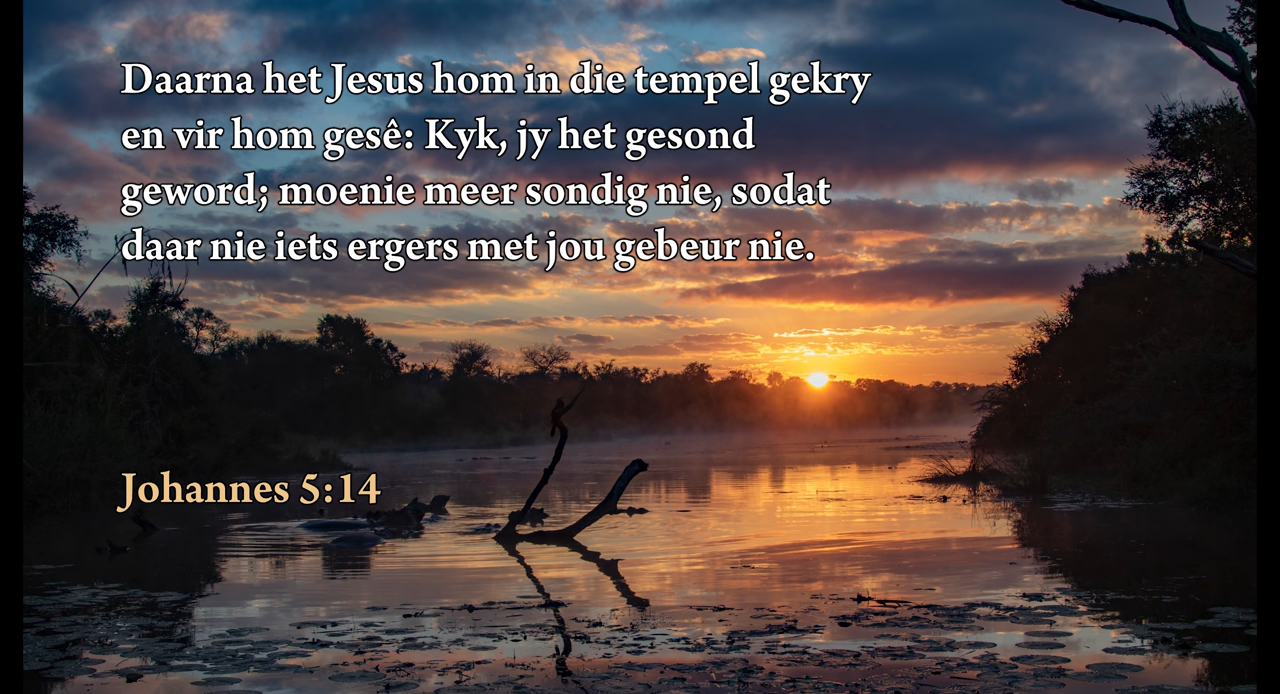 Daarna het Jesus hom in die tempel gekry
en vir hom gesê: Kyk, jy het gesond
geword; moenie meer sondig nie, sodat
daar nie iets ergers met jou gebeur nie.
Johannes 5:14